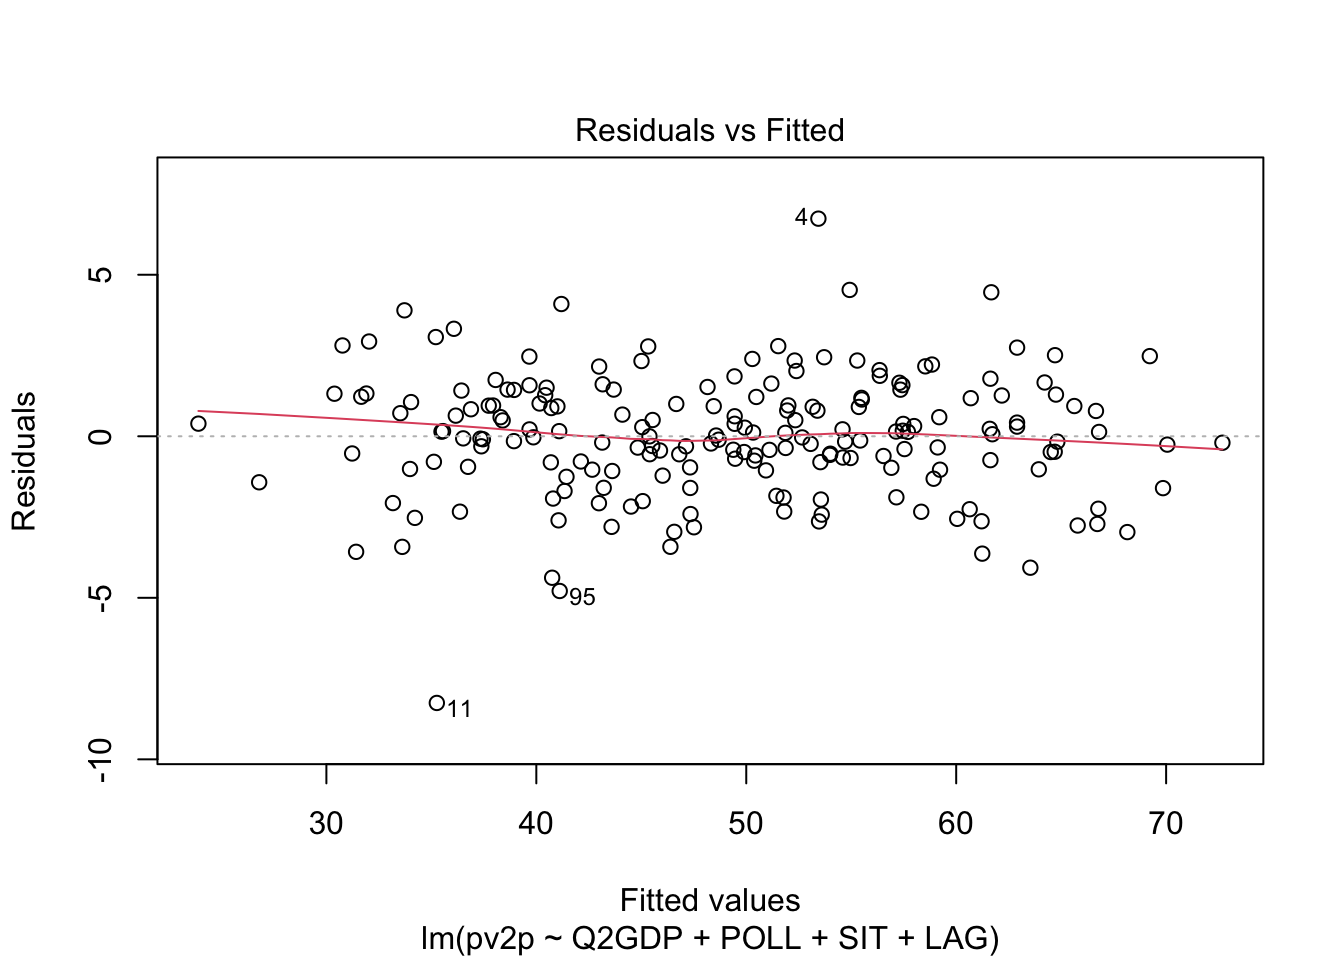 Residuals vs Fitted
Residuals
5
0
-5
-10
4
95
11
30 40 50 60 70
Fitted values
lm(pv2p ~ Q2GDP + POLL + SIT + LAG)